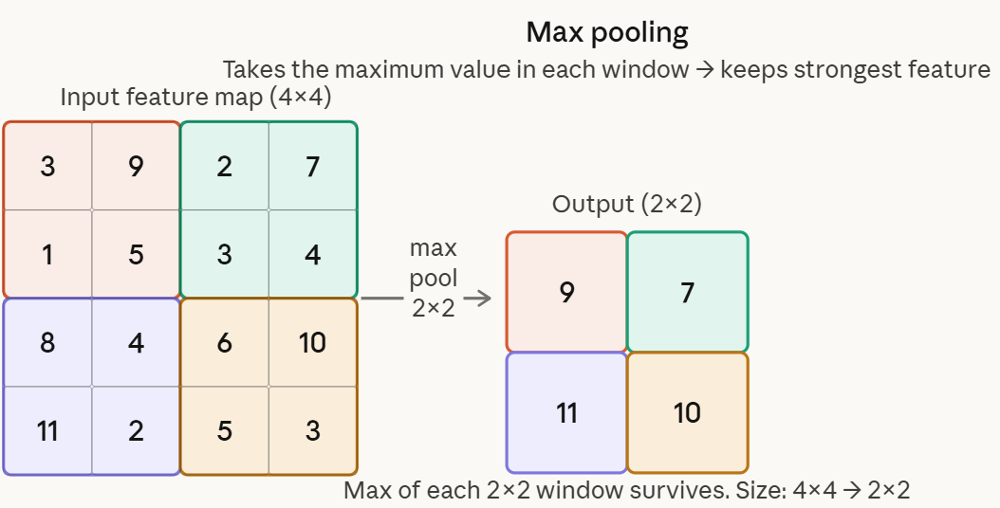 Max pooling
Takes the maximum value in each window → keeps strongest feature
Input feature map (4×4)
3 9 2 7
1 5 3 4
8 4 6 10
11 2 5 3
max
pool
2×2
Output (2×2)
9 7
11 10
Max of each 2×2 window survives. Size: 4×4 → 2×2